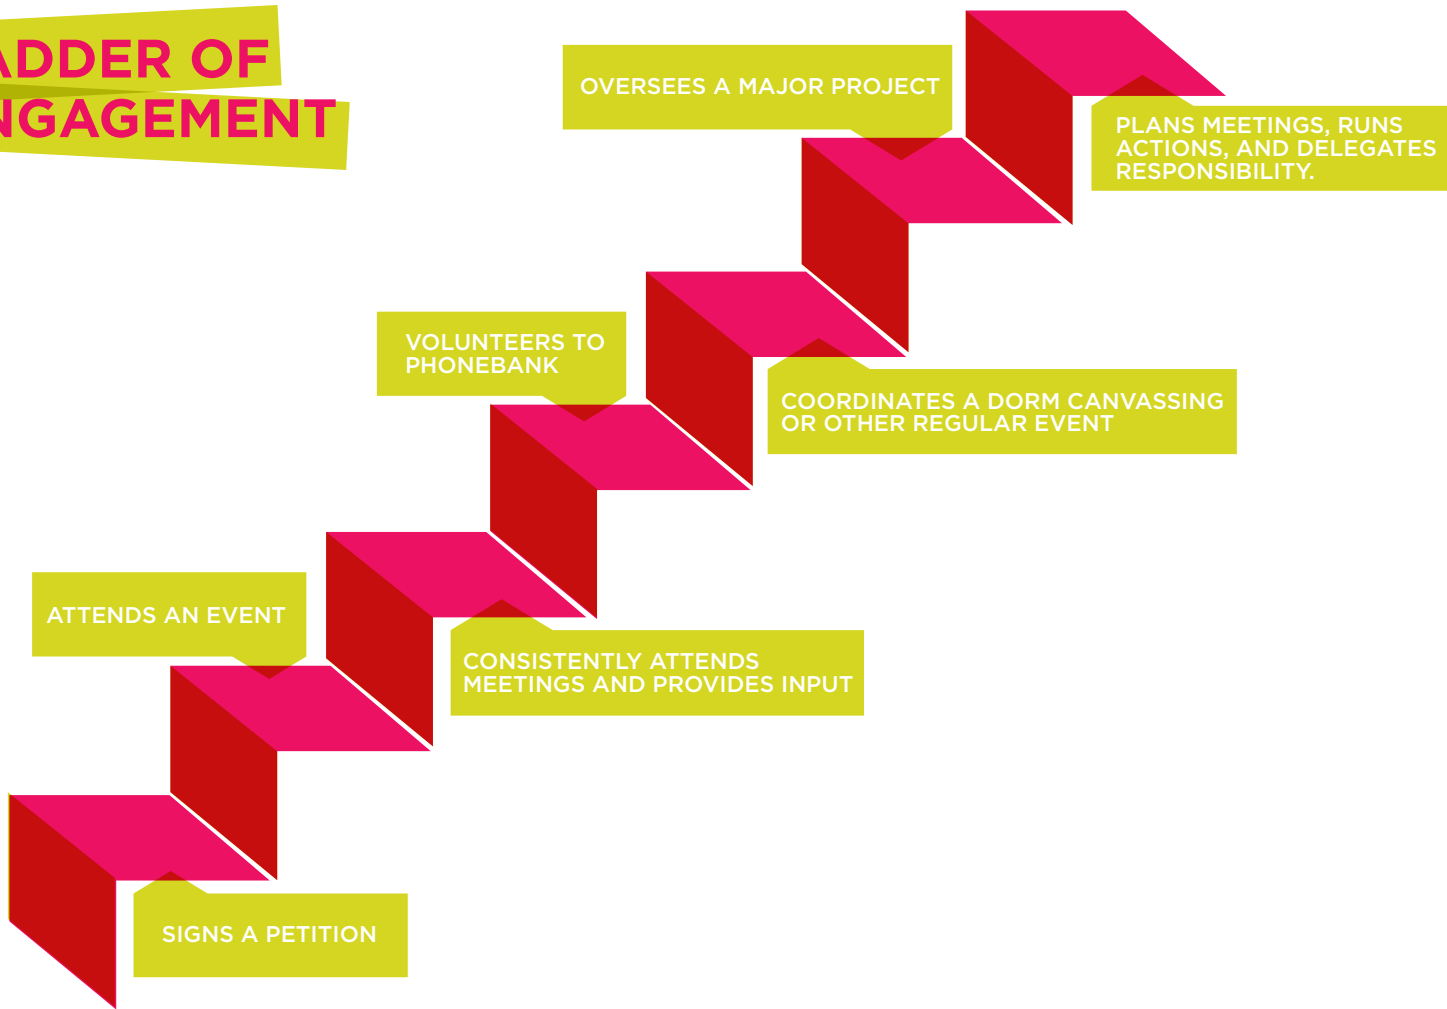 ADDER OF
NGAGEMENT
OVERSEES A MAJOR PROJECT
PLANS MEETINGS, RUNS
ACTIONS, AND DELEGATES
RESPONSIBILITY.
VOLUNTEERS TO
PHONEBANK
COORDINATES A DORM CANVASSING
OR OTHER REGULAR EVENT
ATTENDS AN EVENT
CONSISTENTLY ATTENDS
MEETINGS AND PROVIDES INPUT
SIGNS A PETITION